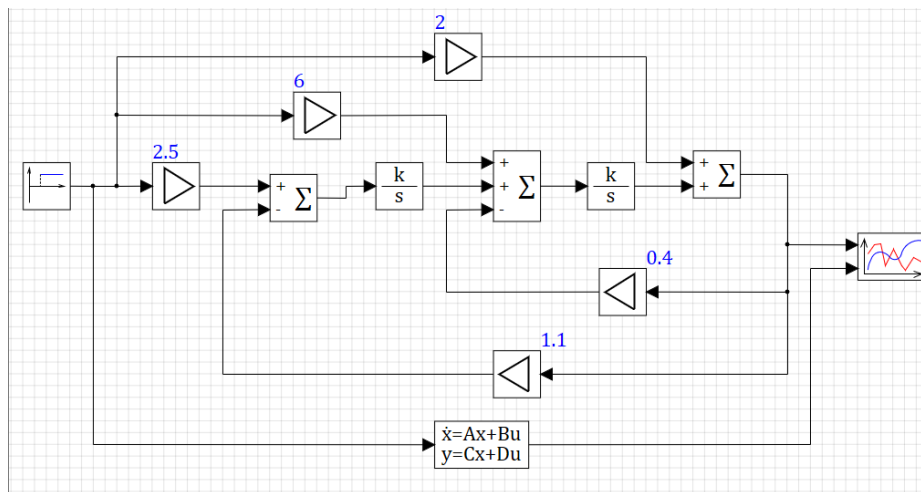 2
6
2.5
+
-
Σ
k
s
+
+
-
Σ
k
s
+
+
Σ
0.4
1.1
ẋ=Ax+Bu
y=Cx+Du